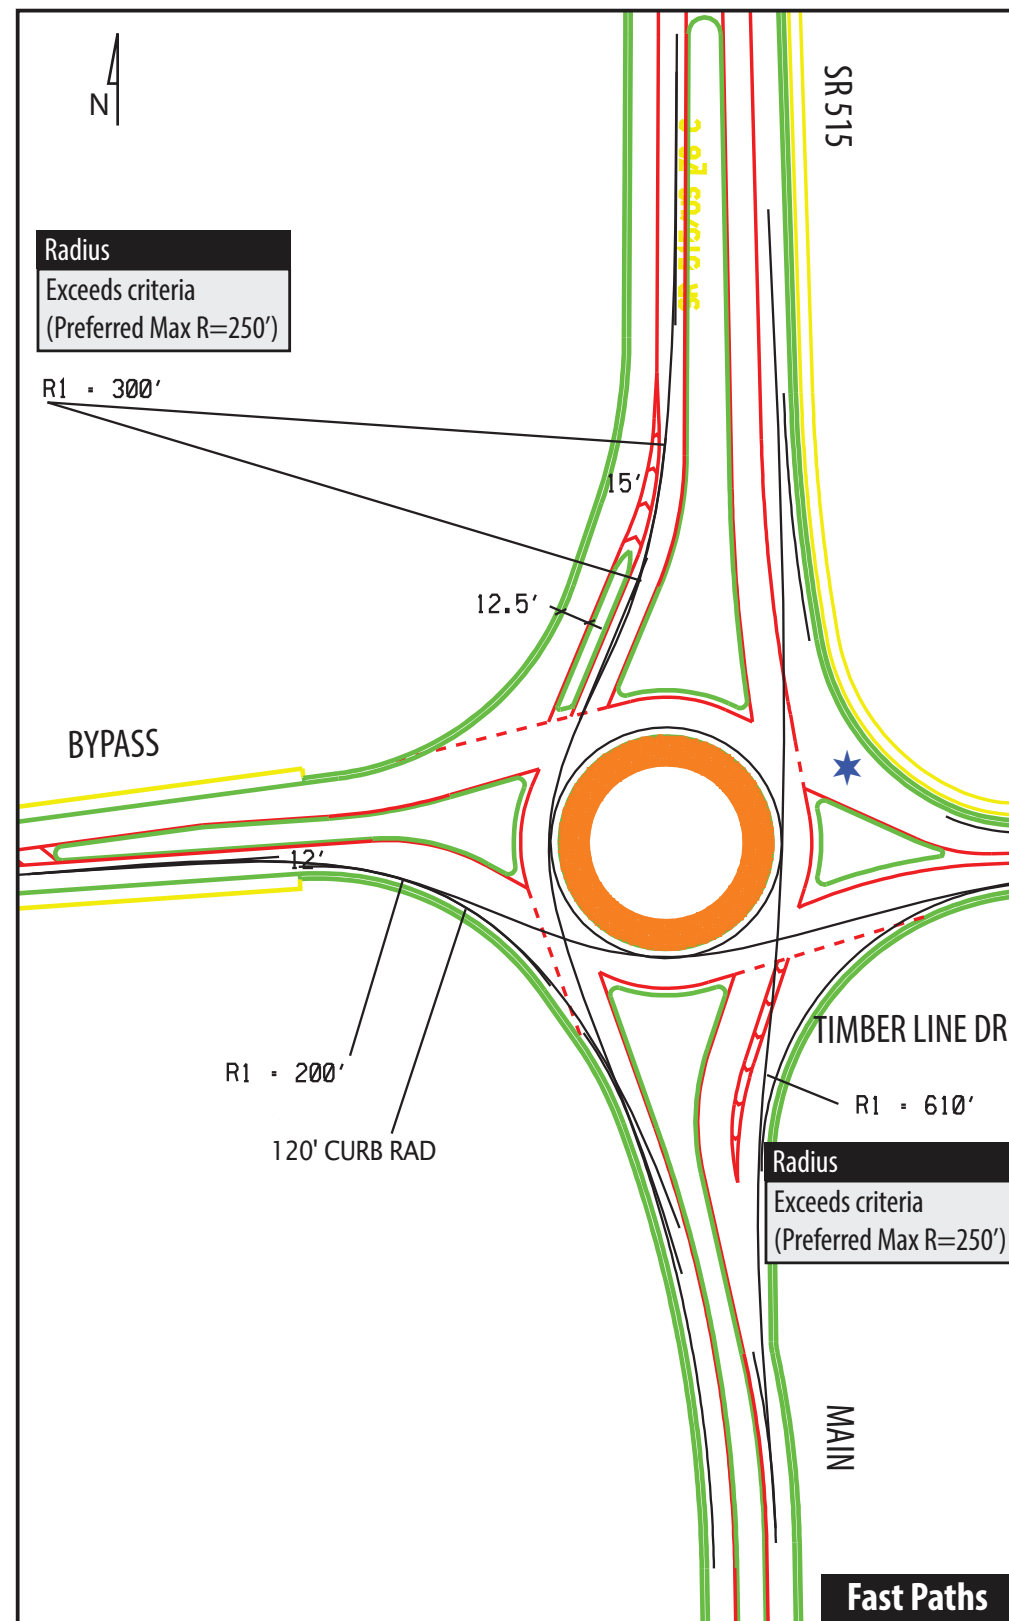 SR 515
N
Radius
Exceeds criteria
(Preferred Max R=250’)
R1 = 300’
15’
12.5’
BYPASS
12’
TIMBER LINE DR
R1 = 200’
R1 = 610’
120' CURB RAD
Radius
Exceeds criteria
(Preferred Max R=250’)
MAIN
Fast Paths